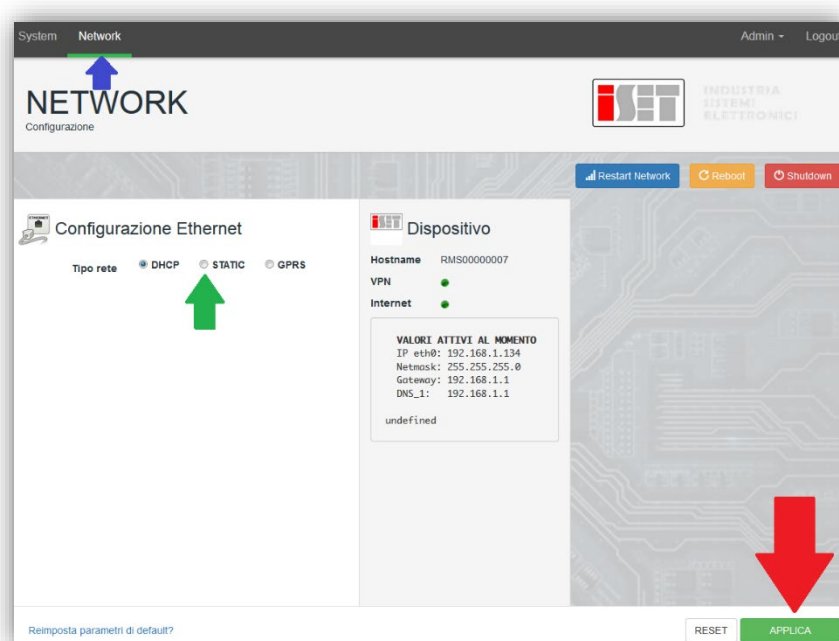 System Network Admin Logout
NETWORK
Configurazione
iSET INDUSTRIA
SISTEMI
ELETTRONICI
Restart Network Reboot Shutdown
Configurazione Ethernet
Tipo rete DHCP STATIC GPRS
iSET Dispositivo
Hostname RMS00000007
VPN
Internet
VALORI ATTIVI AL MOMENTO
IP eth0: 192.168.1.134
Netmask: 255.255.255.0
Gateway: 192.168.1.1
DNS_1: 192.168.1.1
undefined
Reimposta parametri di default?
RESET APPLICA